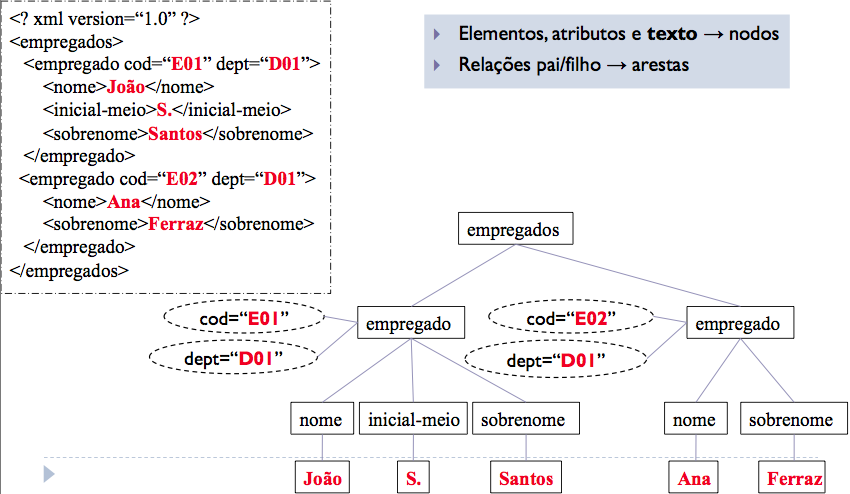 <? xml version=“1.0” ?>
<empregados>
<empregado cod=“E01” dept=“D01”>
<nome>João</nome>
<inicial-meio>S.</inicial-meio>
<sobrenome>Santos</sobrenome>
</empregado>
<empregado cod=“E02” dept=“D01”>
<nome>Ana</nome>
<sobrenome>Ferraz</sobrenome>
</empregado>
</empregados>
Elementos, atributos e texto → nodos
Relações pai/filho → arestas
empregados
cod=“E01”
empregado
cod=“E02”
empregado
dept=“D01”
dept=“D01”
nome
inicial-meio
sobrenome
nome
sobrenome
João
S.
Santos
Ana
Ferraz